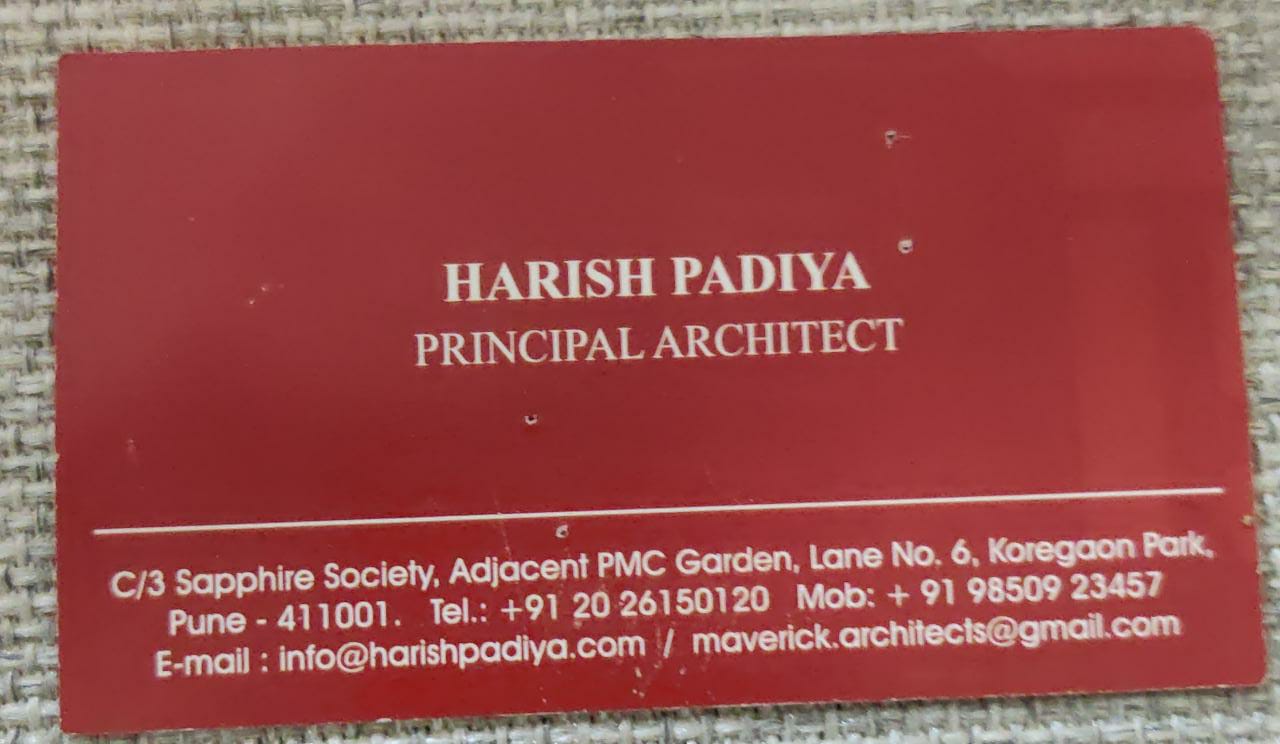 HARISH PADIYA
PRINCIPAL ARCHITECT
C/3 Sapphire Society, Adjacent PMC Garden, Lane No. 6, Koregaon Park,
Pune - 411001. Tel.: +91 20 26150120 Mob: + 91 98509 23457
E-mail : info@harishpadiya.com / maverick.architects@gmail.com